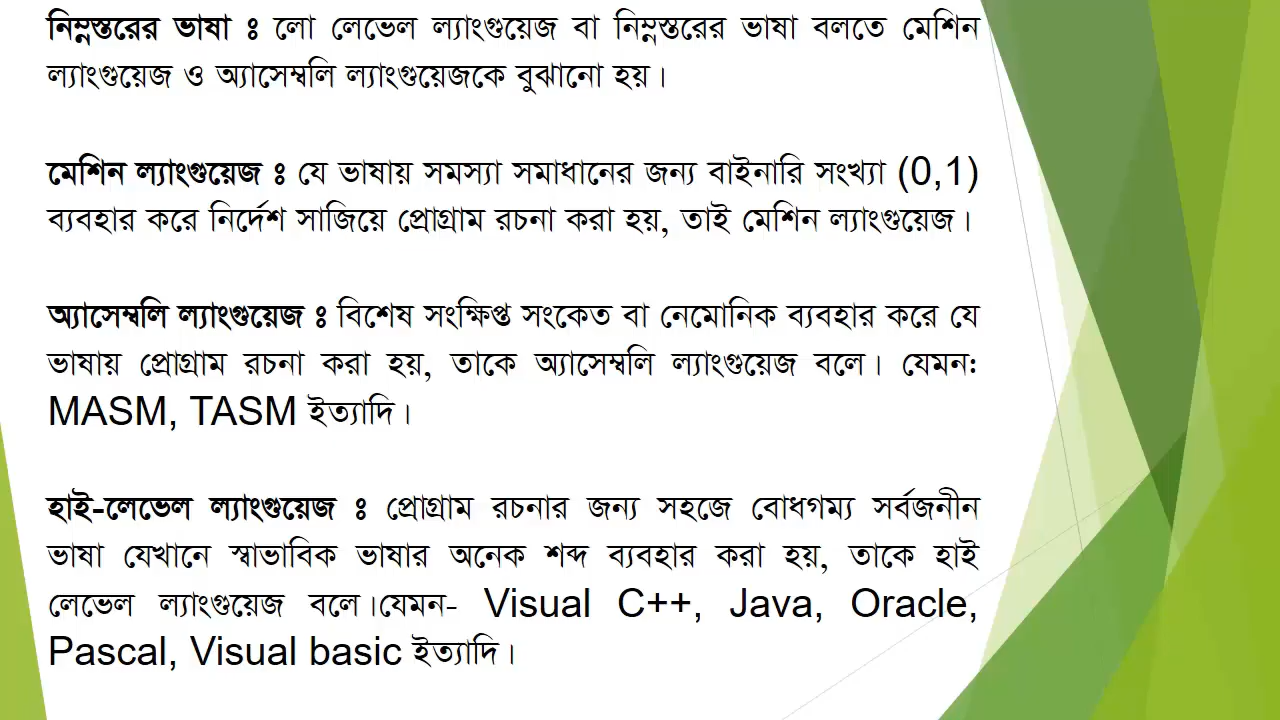 নিম্নস্তরের ভাষা ঃ লো লেভেল ল্যাংগুয়েজ বা নিম্নস্তরের ভাষা বলতে মেশিন
ল্যাংগুয়েজ ও অ্যাসেম্বলি ল্যাংগুয়েজকে বুঝানো হয়।
মেশিন ল্যাংগুয়েজ ঃ যে ভাষায় সমস্যা সমাধানের জন্য বাইনারি সংখ্যা (0,1)
ব্যবহার করে নির্দেশ সাজিয়ে প্রোগ্রাম রচনা করা হয়, তাই মেশিন ল্যাংগুয়েজ।
অ্যাসেম্বলি ল্যাংগুয়েজ ঃ বিশেষ সংক্ষিপ্ত সংকেত বা নেমোনিক ব্যবহার করে যে
ভাষায় প্রোগ্রাম রচনা করা হয়, তাকে অ্যাসেম্বলি ল্যাংগুয়েজ বলে। যেমন:
MASM, TASM ইত্যাদি।
হাই-লেভেল ল্যাংগুয়েজ ঃ প্রোগ্রাম রচনার জন্য সহজে বোধগম্য সর্বজনীন
ভাষা যেখানে স্বাভাবিক ভাষার অনেক শব্দ ব্যবহার করা হয়, তাকে হাই
লেভেল ল্যাংগুয়েজ বলে।যেমন- Visual C++, Java, Oracle,
Pascal, Visual basic ইত্যাদি।